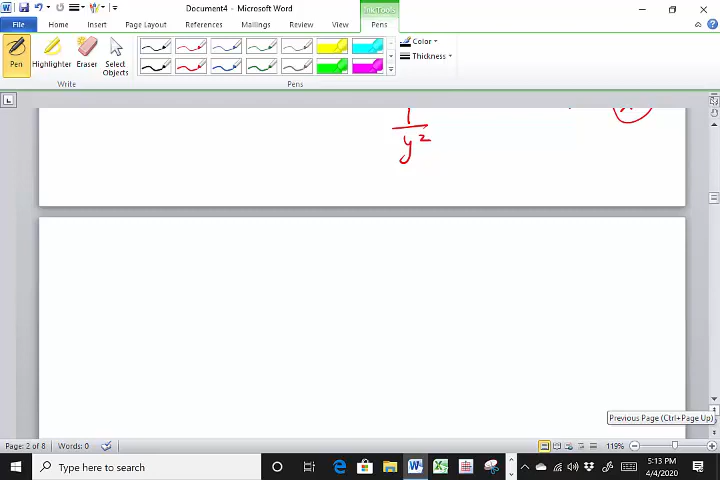 Document4 - Microsoft Word
Ink Tools
File
Home
Insert
Page Layout
References
Mailings
Review
View
Pens
Pen
Highlighter
Eraser
Select Objects
Color
Thickness
Write
Pens
1
y²
Previous Page (Ctrl+Page Up)
Page: 2 of 8
Words: 0
119%
Type here to search
5:13 PM
4/4/2020